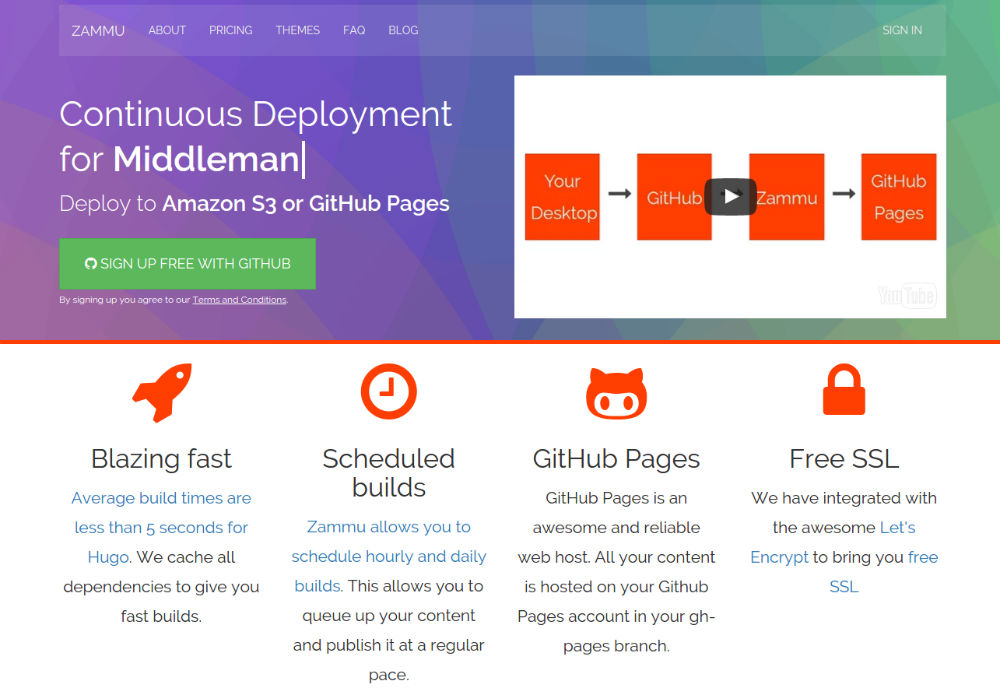 ZAMMU ABOUT PRICING THEMES FAQ BLOG SIGN IN
Continuous Deployment
for Middleman
Deploy to Amazon S3 or GitHub Pages
SIGN UP FREE WITH GITHUB
By signing up you agree to our Terms and Conditions.
Your
Desktop
GitHub
Zammu
GitHub
Pages
YouTube
Blazing fast
Average build times are
less than 5 seconds for
Hugo. We cache all
dependencies to give you
fast builds.
Scheduled
builds
Zammu allows you to
schedule hourly and daily
builds. This allows you to
queue up your content
and publish it at a regular
pace.
GitHub Pages
GitHub Pages is an
awesome and reliable
web host. All your content
is hosted on your Github
Pages account in your gh-
pages branch.
Free SSL
We have integrated with
the awesome Let's
Encrypt to bring you free
SSL